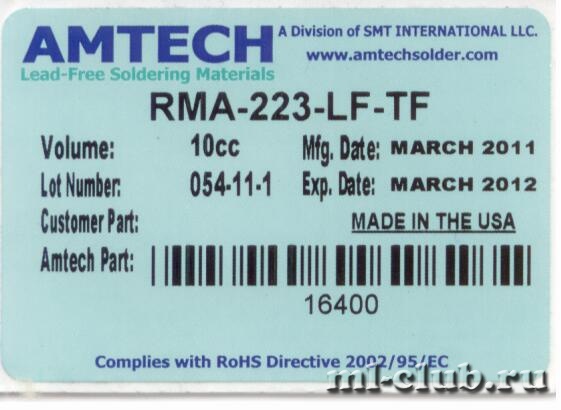 AMTECH
A Division of SMT INTERNATIONAL LLC.
www.amtechsolder.com
Lead-Free Soldering Materials
RMA-223-LF-TF
Volume: 10cc Mfg. Date: MARCH 2011
Lot Number: 054-11-1 Exp. Date: MARCH 2012
Customer Part: MADE IN THE USA
Amtech Part:
16400
Complies with RoHS Directive 2002/95/EC
ml-club.ru